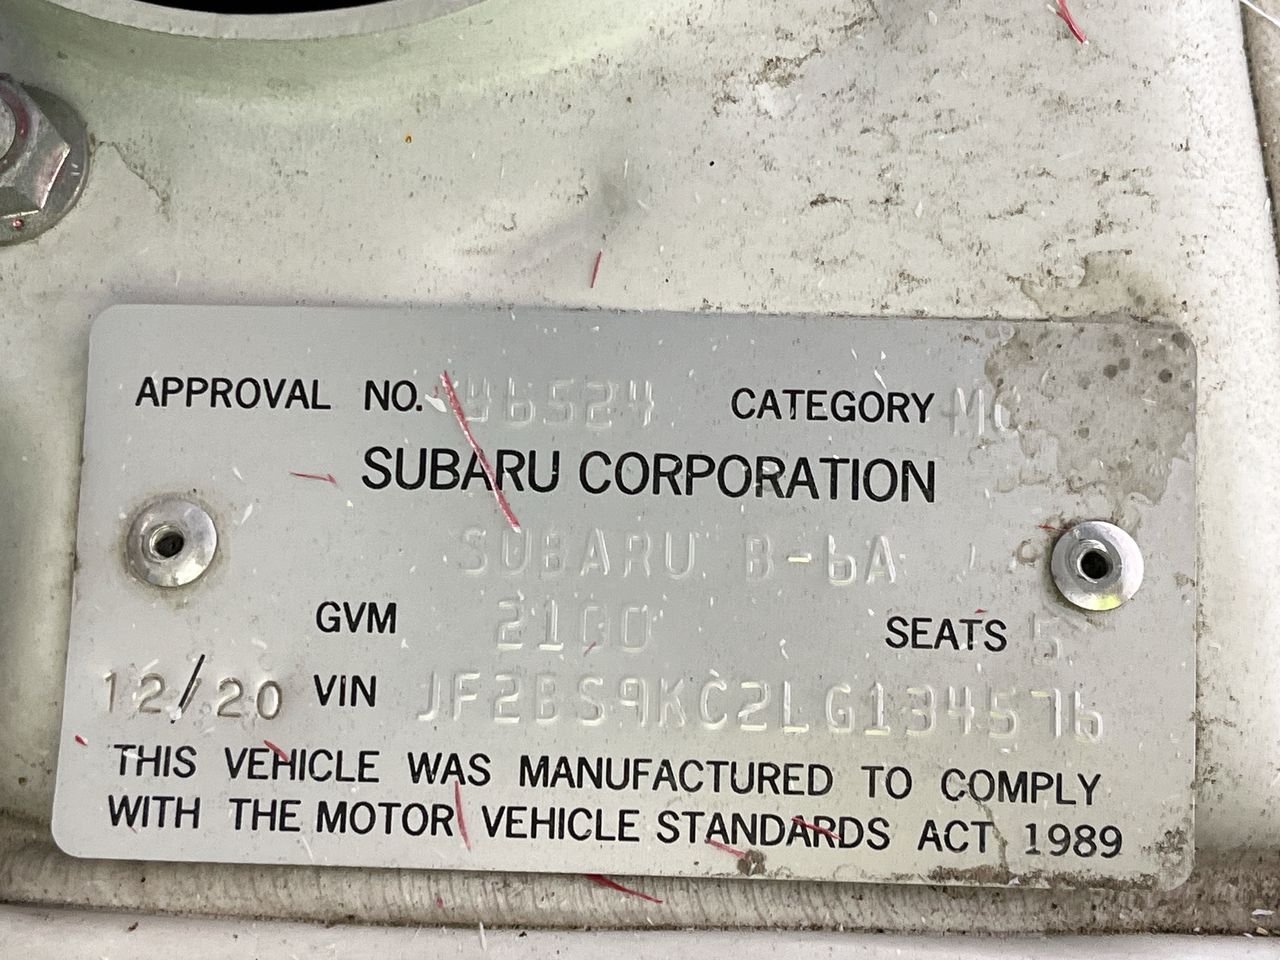 APPROVAL NO. 46524 CATEGORY MC
SUBARU CORPORATION
SUBARU B-6A
GVM 2100 SEATS 5
12/20 VIN JF2BS9KC2LG134576
THIS VEHICLE WAS MANUFACTURED TO COMPLY
WITH THE MOTOR VEHICLE STANDARDS ACT 1989